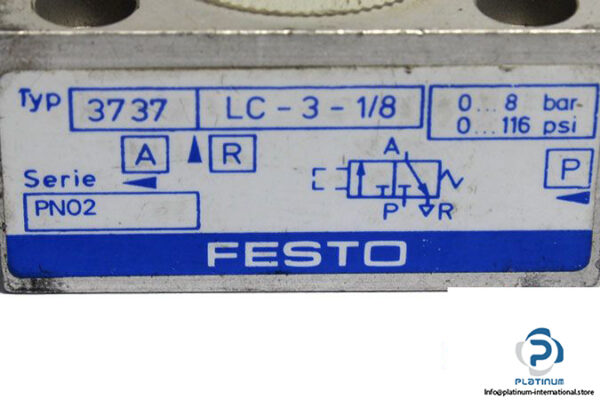 Typ 3737 LC - 3 - 1/8 0...8 bar
0...116 psi
A R P
Serie
PN02
A
P R
FESTO
P
PLATINUM
info@platinum-international.store